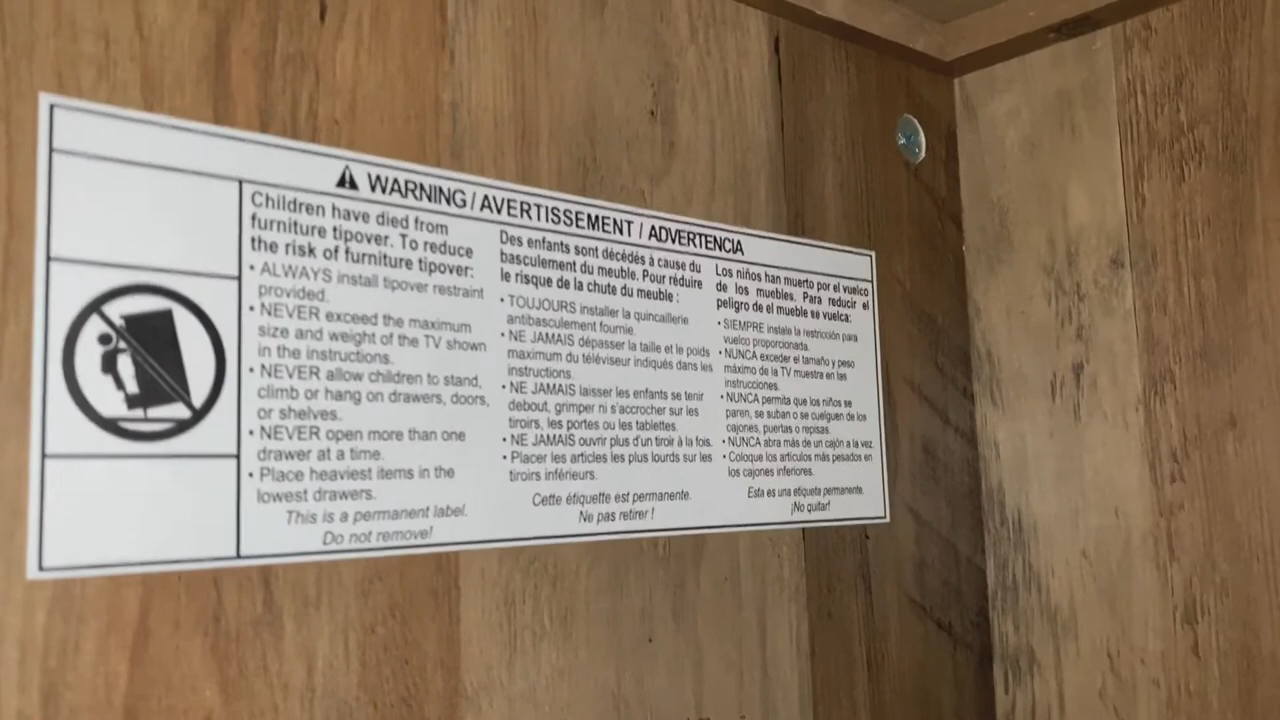 WARNING / AVERTISSEMENT / ADVERTENCIA
Children have died from
furniture tipover. To reduce
the risk of furniture tipover:
• ALWAYS install tipover restraint
provided.
• NEVER exceed the maximum
size and weight of the TV shown
in the instructions.
• NEVER allow children to stand,
climb or hang on drawers, doors,
or shelves.
• NEVER open more than one
drawer at a time.
• Place heaviest items in the
lowest drawers.
This is a permanent label.
Do not remove!
Des enfants sont décédés à cause du
basculement du meuble. Pour réduire
le risque de la chute du meuble :
• TOUJOURS installer la quincaillerie
antibasculement fournie.
• NE JAMAIS dépasser la taille et le poids
maximum du téléviseur indiqués dans les
instructions.
• NE JAMAIS laisser les enfants se tenir
debout, grimper ni s'accrocher sur les
tiroirs, les portes ou les tablettes.
• NE JAMAIS ouvrir plus d'un tiroir à la fois.
• Placer les articles les plus lourds sur les
tiroirs inférieurs.
Cette étiquette est permanente.
Ne pas retirer !
Los niños han muerto por el vuelco
de los muebles. Para reducir el
peligro de el mueble se vuelca:
• SIEMPRE instale la restricción para
vuelco proporcionada.
• NUNCA exceder el tamaño y peso
máximo de la TV muestra en las
instrucciones.
• NUNCA permita que los niños se
paren, se suban o se cuelguen de los
cajones, puertas o repisas.
• NUNCA abra más de un cajón a la vez.
• Coloque los artículos más pesados en
los cajones inferiores.
Esta es una etiqueta permanente.
¡No quitar!